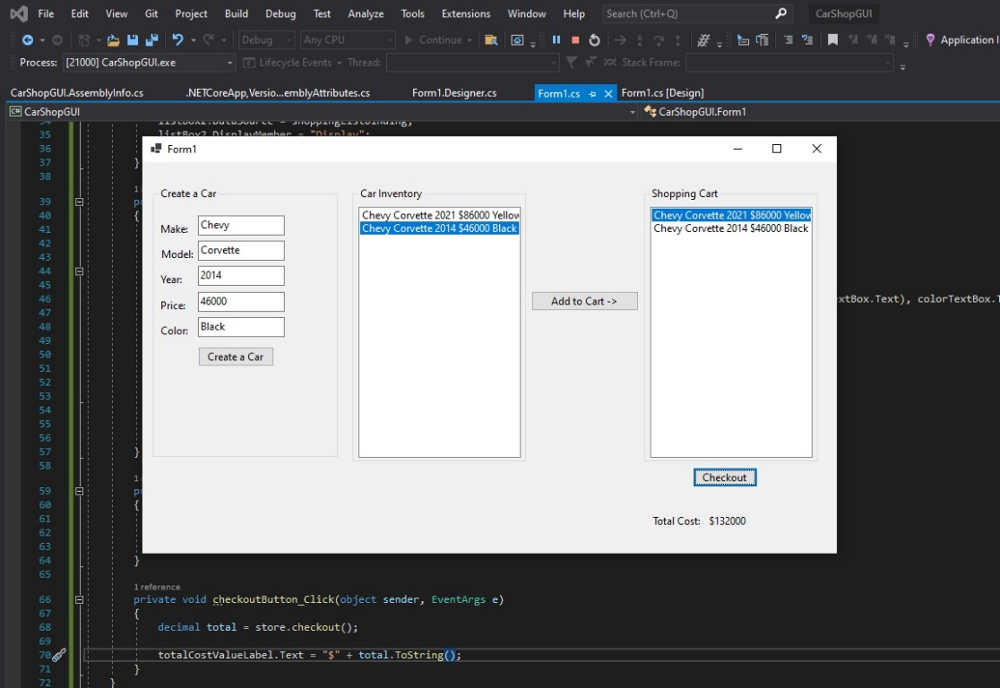 File Edit View Git Project Build Debug Test Analyze Tools Extensions Window Help Search (Ctrl+Q) CarShopGUI
Debug Any CPU Continue Application
Process: [21000] CarShopGUI.exe Lifecycle Events Thread: Stack Frame:
CarShopGUI.AssemblyInfo.cs .NETCoreApp,Versio...emblyAttributes.cs Form1.Designer.cs Form1.cs Form1.cs [Design]
C# CarShopGUI CarShopGUI.Form1
34 listBox2.DataSource = shoppingListBinding;
35 listBox2.DisplayMember = "Display";
36
37 }
38
39
40 {
41
42
43
44
45
46 xtBox.Text), colorTextBox.T
47
48
49
50
51
52
53
54
55
56
57 }
58
59
60 {
61
62
63
64 }
65
1 reference
66 private void checkoutButton_Click(object sender, EventArgs e)
67 {
68 decimal total = store.checkout();
69
70 totalCostValueLabel.Text = "$" + total.ToString();
71 }
72 }
Form1
Create a Car
Make: Chevy
Model: Corvette
Year: 2014
Price: 46000
Color: Black
Create a Car
Car Inventory
Chevy Corvette 2021 $86000 Yellow
Chevy Corvette 2014 $46000 Black
Add to Cart ->
Shopping Cart
Chevy Corvette 2021 $86000 Yellow
Chevy Corvette 2014 $46000 Black
Checkout
Total Cost: $132000